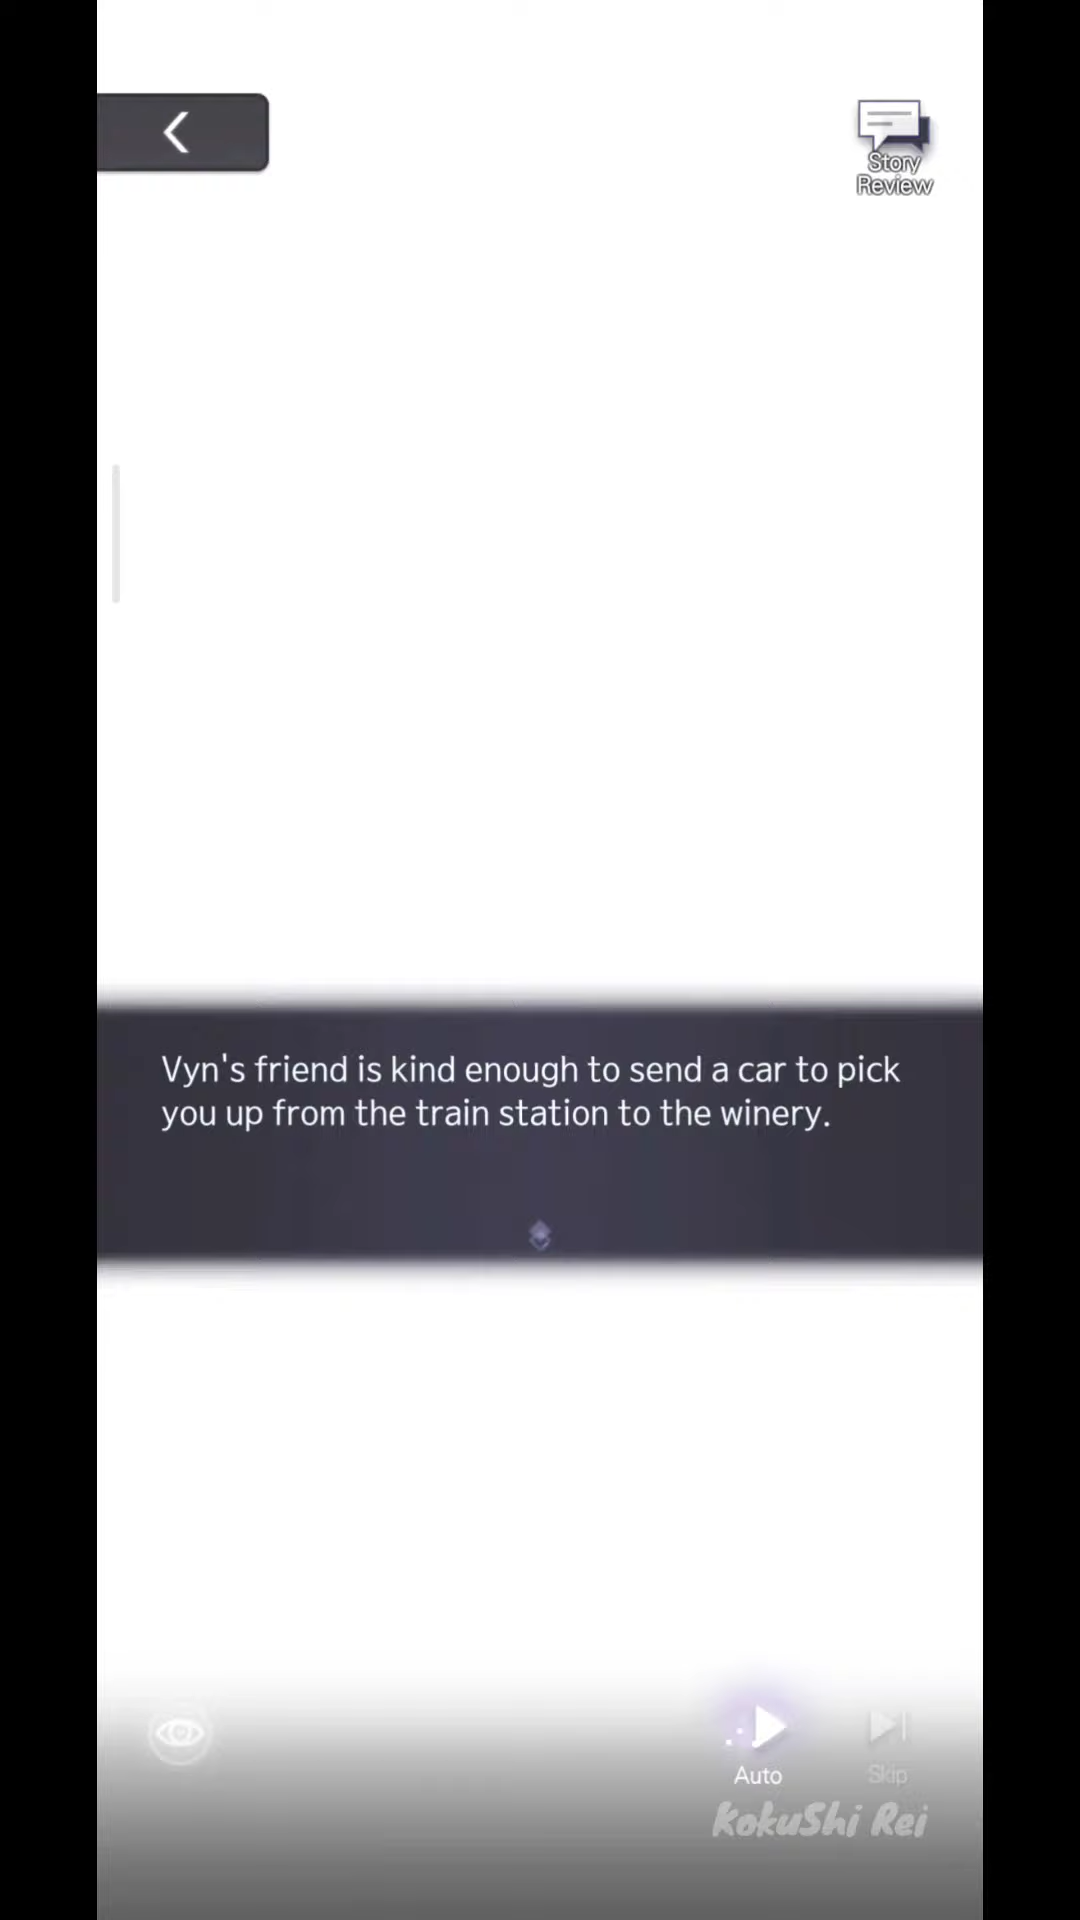 Story
Review
Vyn's friend is kind enough to send a car to pick
you up from the train station to the winery.
Auto
Skip
KokuShi Rei